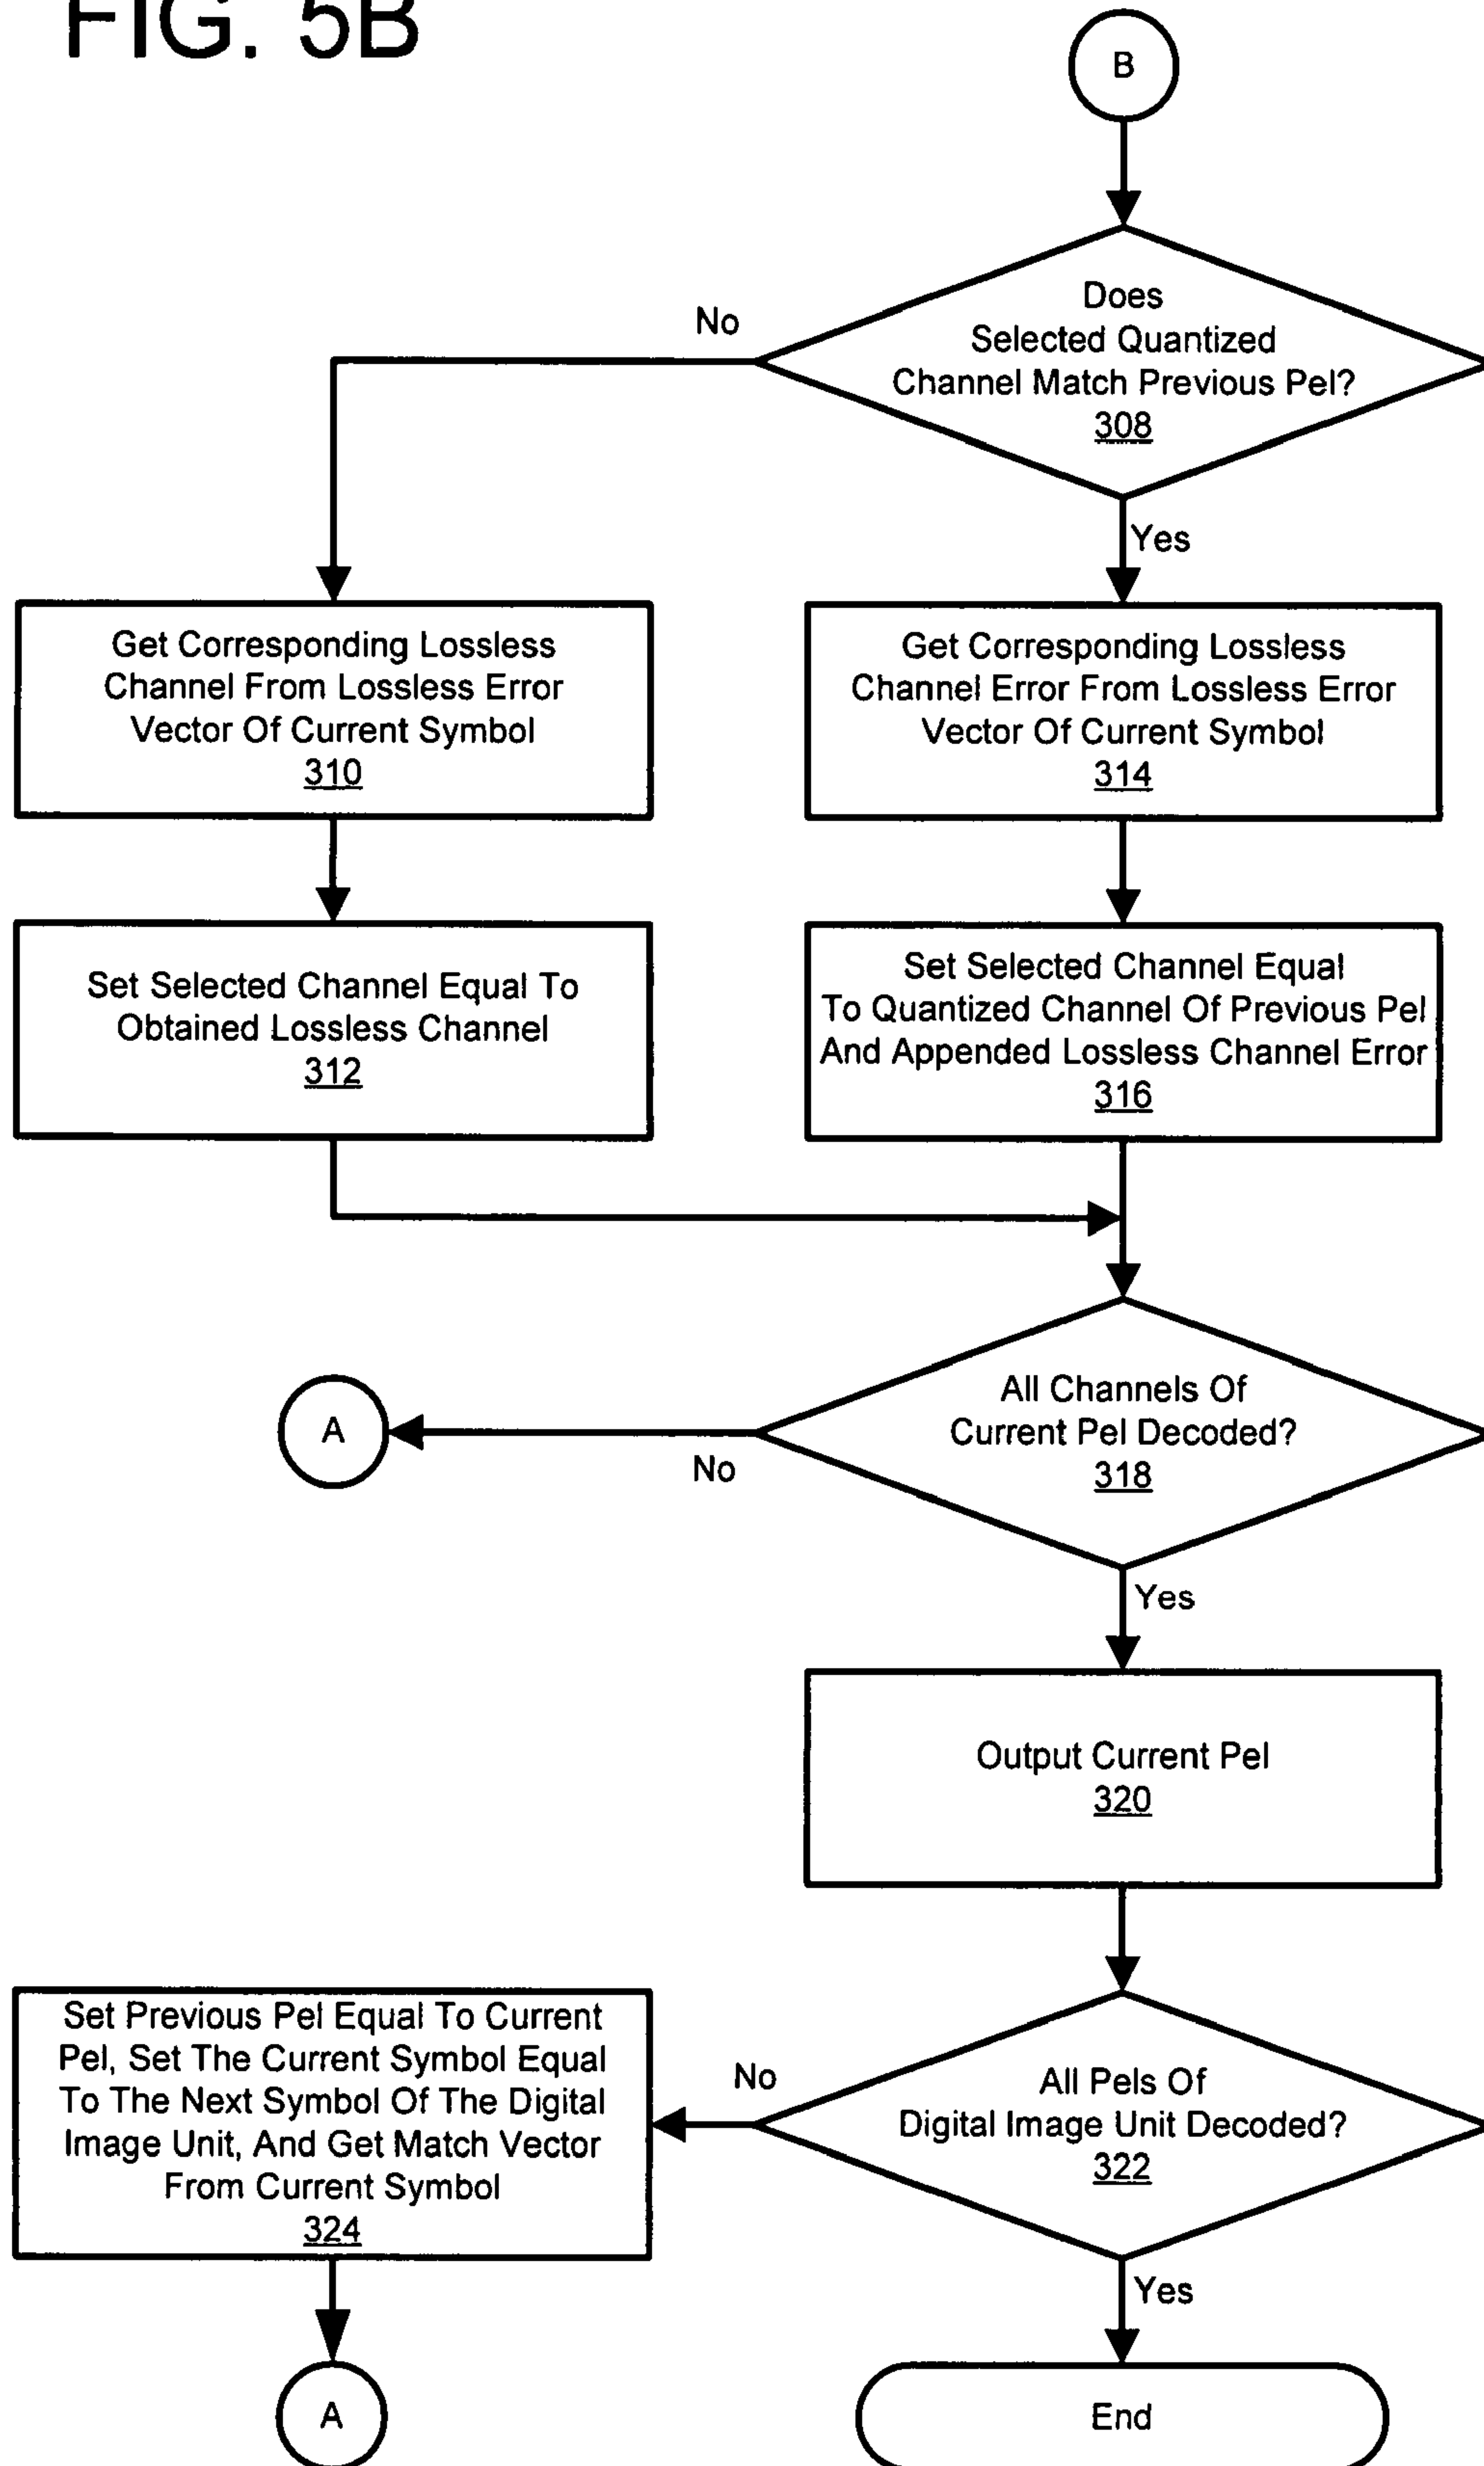 FIG. 5B
B
Does
Selected Quantized
Channel Match Previous Pel?
308
No
Yes
Get Corresponding Lossless
Channel From Lossless Error
Vector Of Current Symbol
310
Get Corresponding Lossless
Channel Error From Lossless Error
Vector Of Current Symbol
314
Set Selected Channel Equal To
Obtained Lossless Channel
312
Set Selected Channel Equal
To Quantized Channel Of Previous Pel
And Appended Lossless Channel Error
316
All Channels Of
Current Pel Decoded?
318
A
No
Yes
Output Current Pel
320
Set Previous Pel Equal To Current
Pel, Set The Current Symbol Equal
To The Next Symbol Of The Digital
Image Unit, And Get Match Vector
From Current Symbol
324
No
All Pels Of
Digital Image Unit Decoded?
322
Yes
A
End